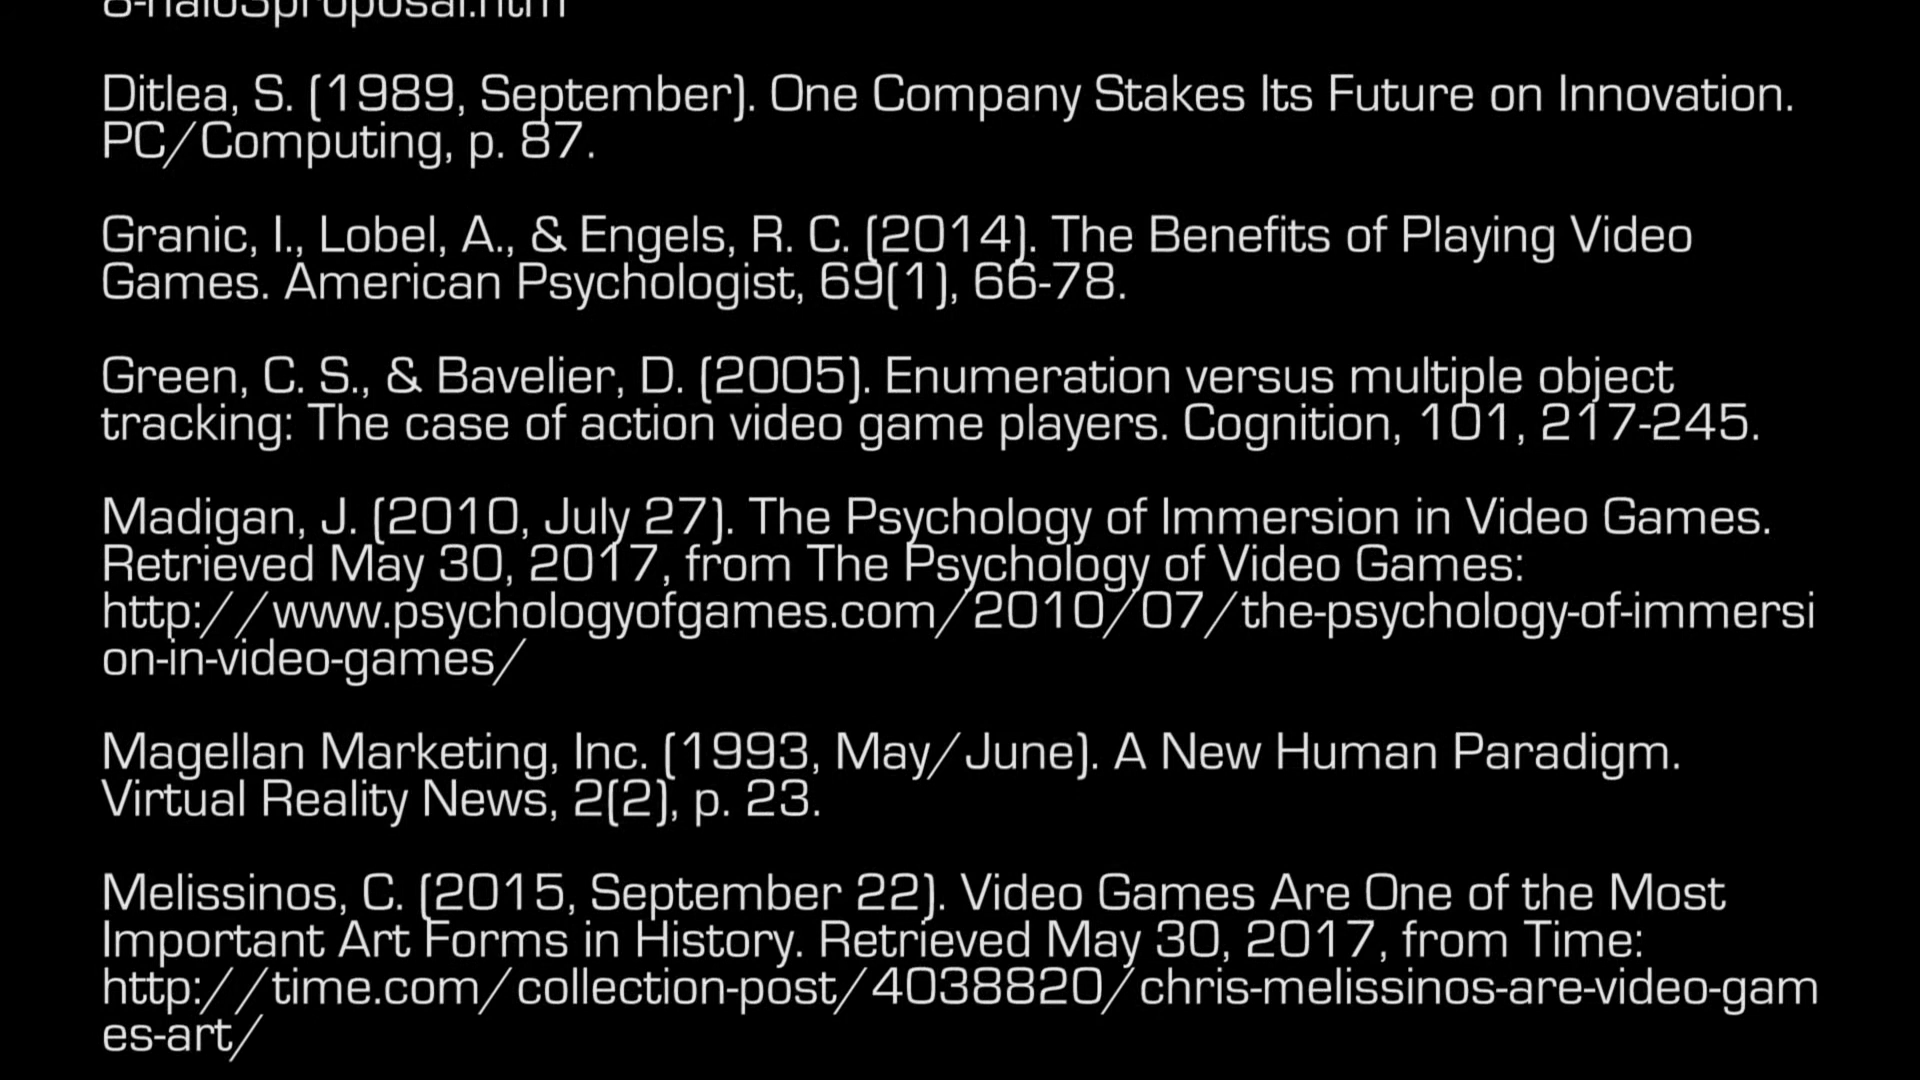 8-halo3proposal.htm
Ditlea, S. (1989, September). One Company Stakes Its Future on Innovation.
PC/Computing, p. 87.
Granic, I., Lobel, A., & Engels, R. C. (2014). The Benefits of Playing Video
Games. American Psychologist, 69(1), 66-78.
Green, C. S., & Bavelier, D. (2005). Enumeration versus multiple object
tracking: The case of action video game players. Cognition, 101, 217-245.
Madigan, J. (2010, July 27). The Psychology of Immersion in Video Games.
Retrieved May 30, 2017, from The Psychology of Video Games:
http://www.psychologyofgames.com/2010/07/the-psychology-of-immersi
on-in-video-games/
Magellan Marketing, Inc. (1993, May/June). A New Human Paradigm.
Virtual Reality News, 2(2), p. 23.
Melissinos, C. (2015, September 22). Video Games Are One of the Most
Important Art Forms in History. Retrieved May 30, 2017, from Time:
http://time.com/collection-post/4038820/chris-melissinos-are-video-gam
es-art/